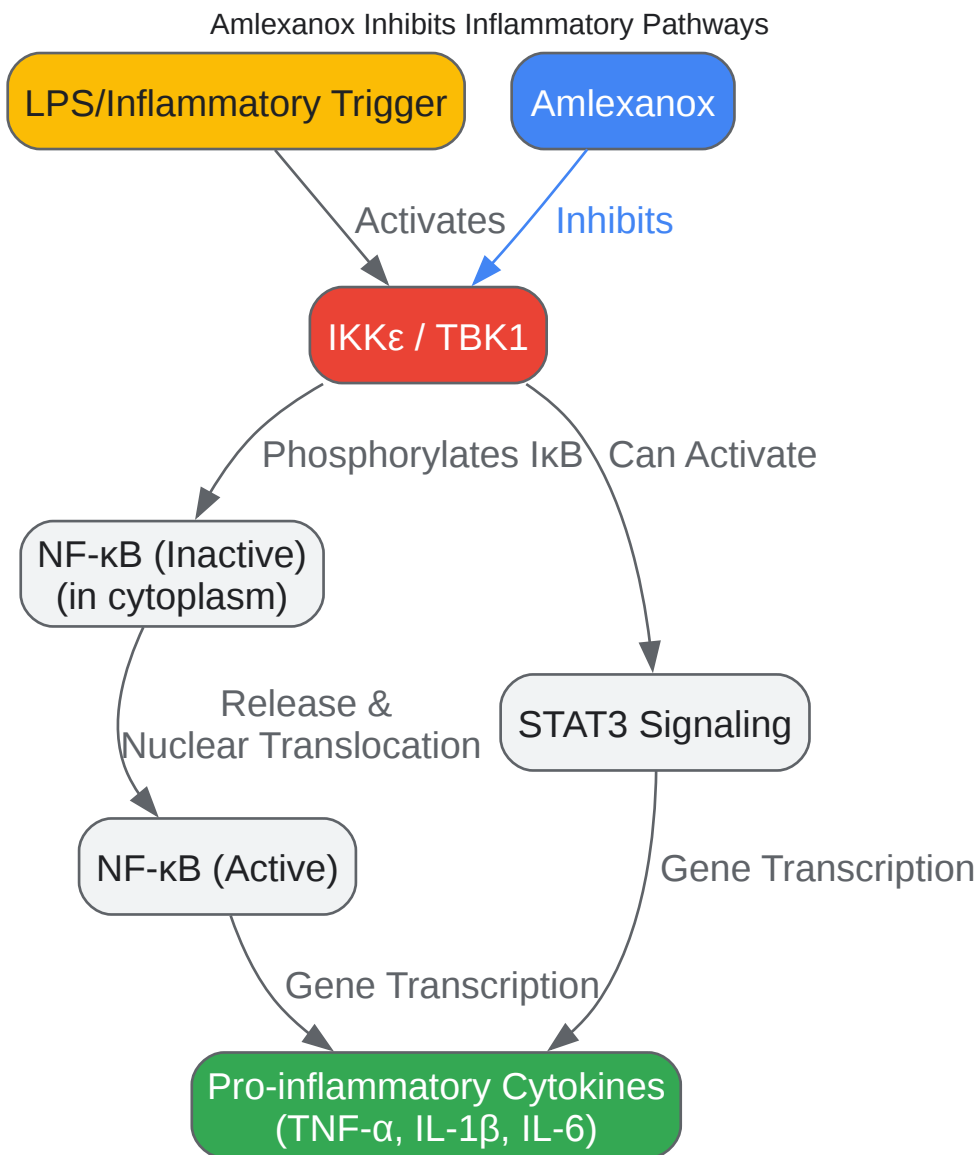 Amlexanox Inhibits Inflammatory Pathways
LPS/Inflammatory Trigger
Amlexanox
Activates
Inhibits
IKKε / TBK1
Phosphorylates IκB
Can Activate
NF-κB (Inactive)
(in cytoplasm)
Release &
Nuclear Translocation
STAT3 Signaling
NF-κB (Active)
Gene Transcription
Gene Transcription
Pro-inflammatory Cytokines
(TNF-α, IL-1β, IL-6)